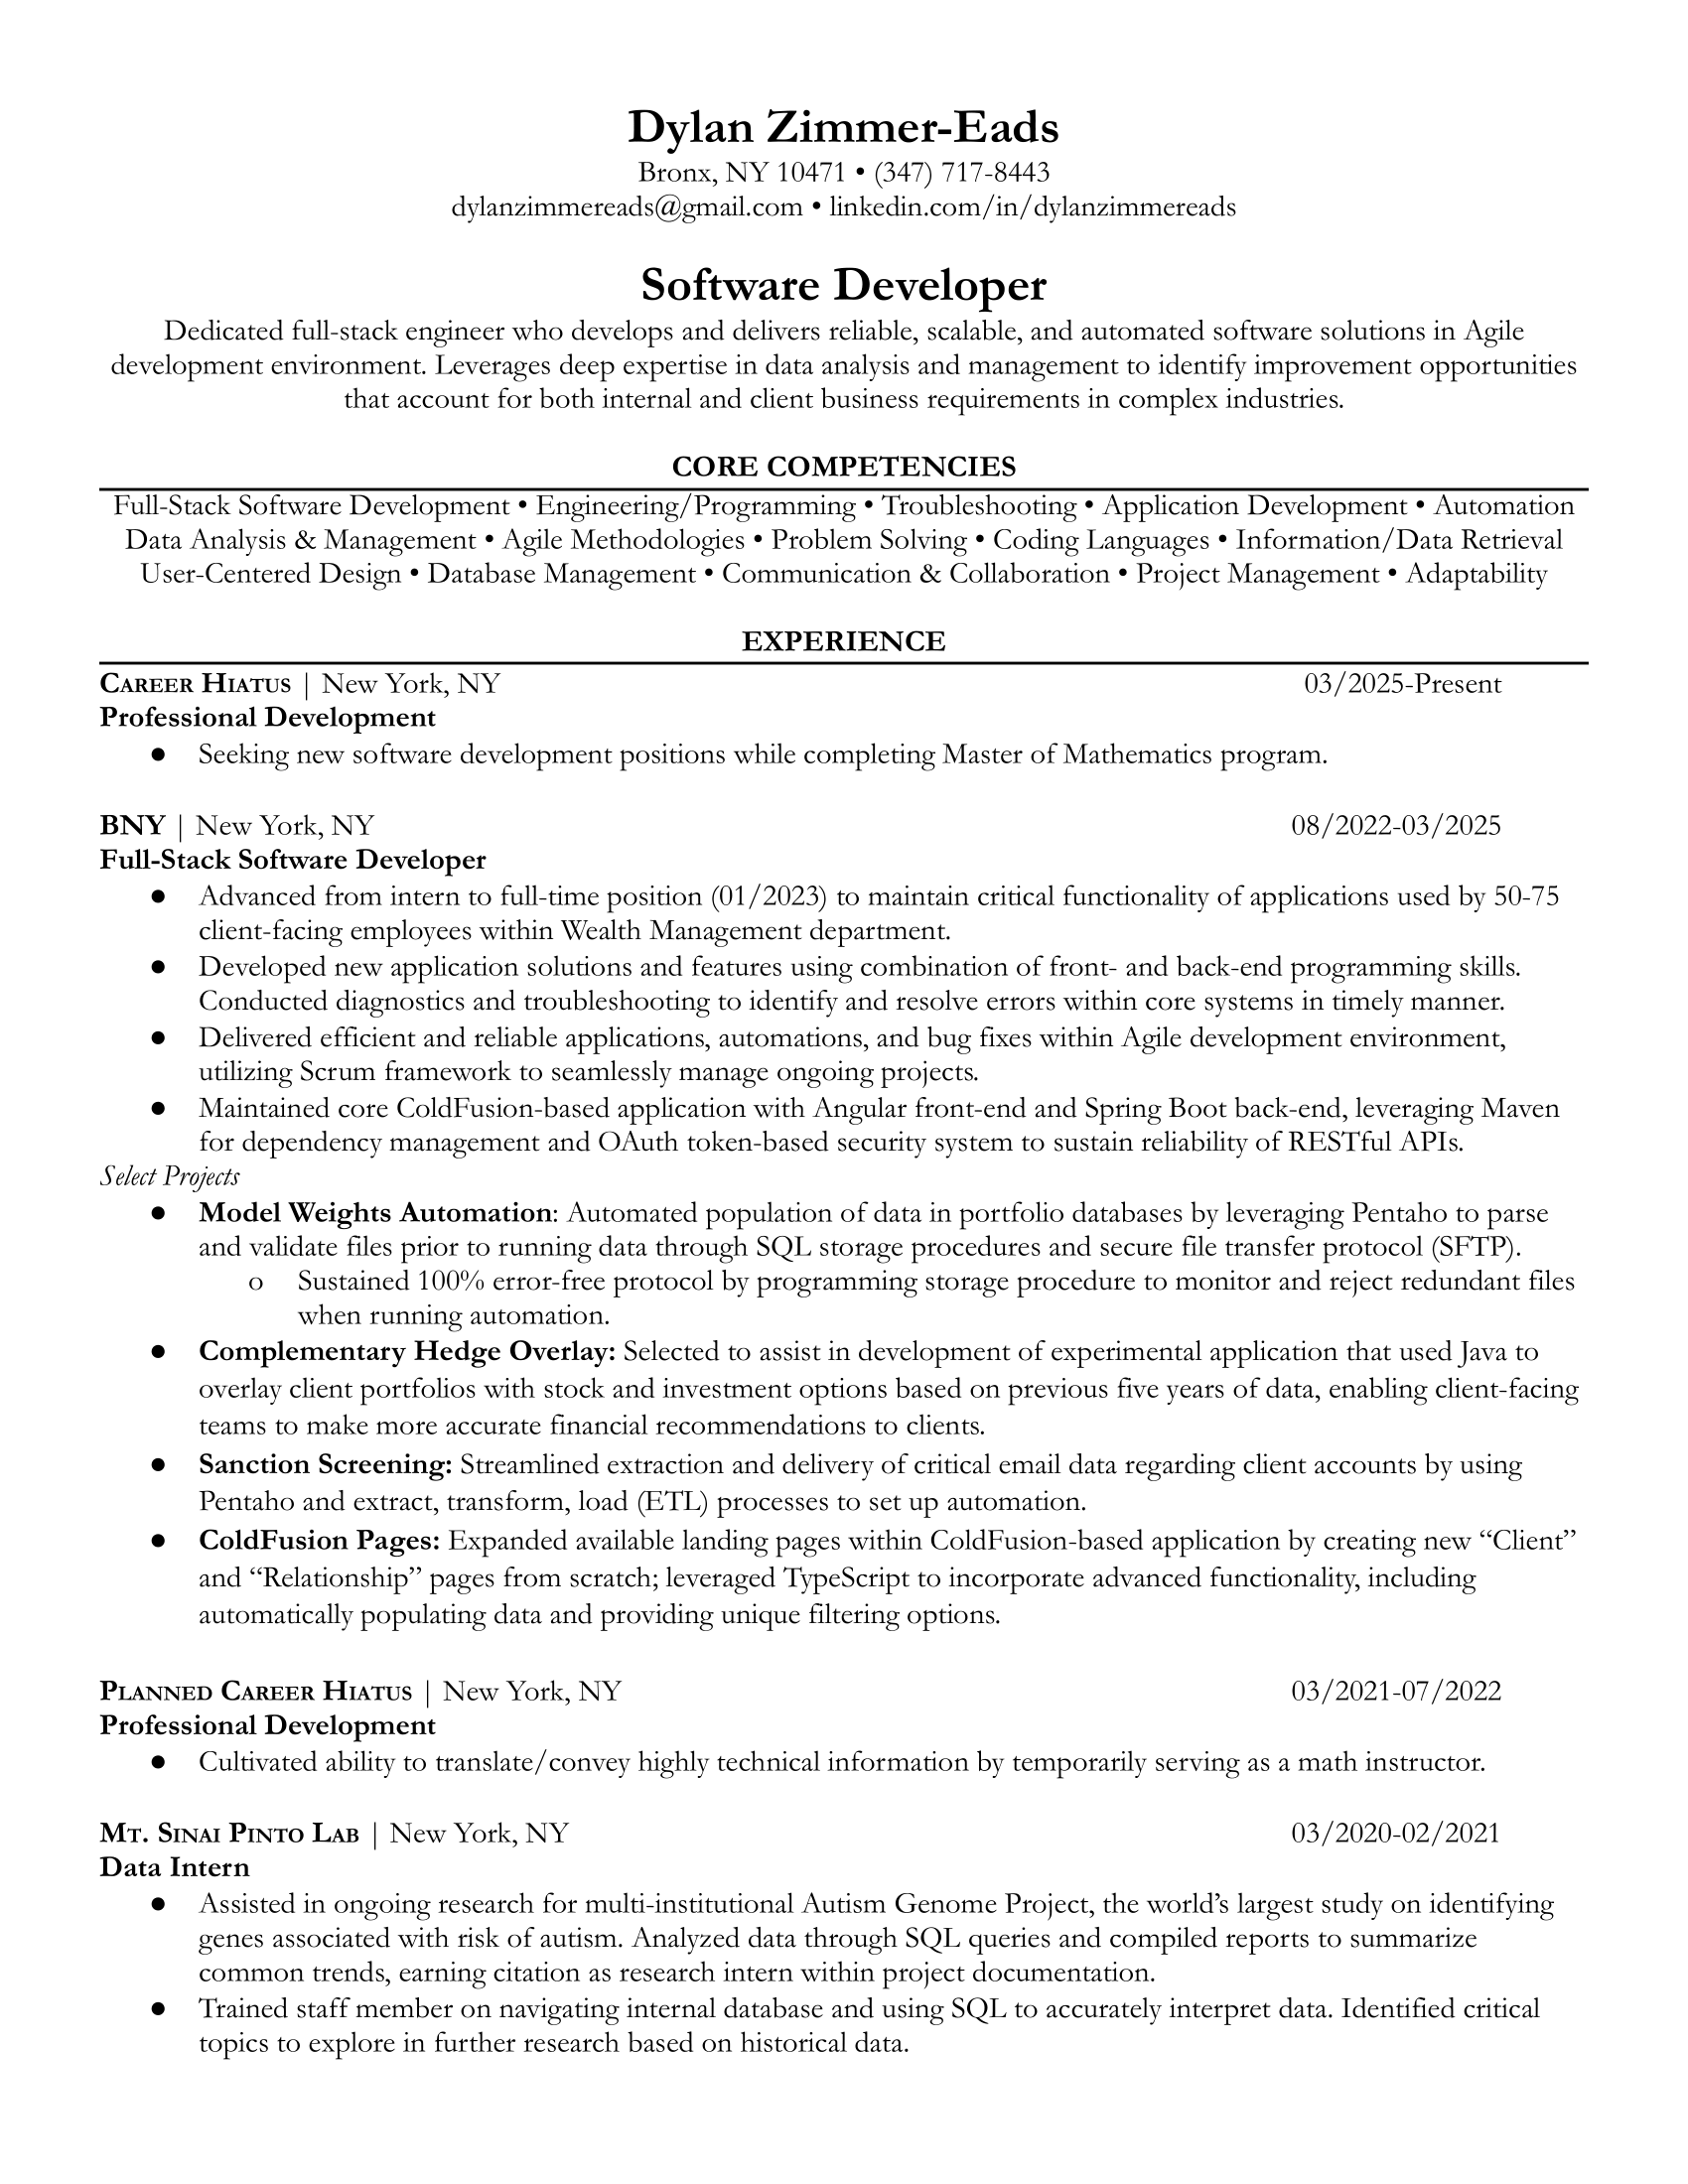 Dylan Zimmer-Eads
Bronx, NY 10471 • (347) 717-8443
dylanzimmereads@gmail.com • linkedin.com/in/dylanzimmereads
Software Developer
Dedicated full-stack engineer who develops and delivers reliable, scalable, and automated software solutions in Agile
development environment. Leverages deep expertise in data analysis and management to identify improvement opportunities
that account for both internal and client business requirements in complex industries.
CORE COMPETENCIES
Full-Stack Software Development • Engineering/Programming • Troubleshooting • Application Development • Automation
Data Analysis & Management • Agile Methodologies • Problem Solving • Coding Languages • Information/Data Retrieval
User-Centered Design • Database Management • Communication & Collaboration • Project Management • Adaptability
EXPERIENCE
CAREER HIATUS | New York, NY 03/2025-Present
Professional Development
● Seeking new software development positions while completing Master of Mathematics program.
BNY | New York, NY 08/2022-03/2025
Full-Stack Software Developer
● Advanced from intern to full-time position (01/2023) to maintain critical functionality of applications used by 50-75
client-facing employees within Wealth Management department.
● Developed new application solutions and features using combination of front- and back-end programming skills.
Conducted diagnostics and troubleshooting to identify and resolve errors within core systems in timely manner.
● Delivered efficient and reliable applications, automations, and bug fixes within Agile development environment,
utilizing Scrum framework to seamlessly manage ongoing projects.
● Maintained core ColdFusion-based application with Angular front-end and Spring Boot back-end, leveraging Maven
for dependency management and OAuth token-based security system to sustain reliability of RESTful APIs.
Select Projects
● Model Weights Automation: Automated population of data in portfolio databases by leveraging Pentaho to parse
and validate files prior to running data through SQL storage procedures and secure file transfer protocol (SFTP).
o Sustained 100% error-free protocol by programming storage procedure to monitor and reject redundant files
when running automation.
● Complementary Hedge Overlay: Selected to assist in development of experimental application that used Java to
overlay client portfolios with stock and investment options based on previous five years of data, enabling client-facing
teams to make more accurate financial recommendations to clients.
● Sanction Screening: Streamlined extraction and delivery of critical email data regarding client accounts by using
Pentaho and extract, transform, load (ETL) processes to set up automation.
● ColdFusion Pages: Expanded available landing pages within ColdFusion-based application by creating new “Client”
and “Relationship” pages from scratch; leveraged TypeScript to incorporate advanced functionality, including
automatically populating data and providing unique filtering options.
PLANNED CAREER HIATUS | New York, NY 03/2021-07/2022
Professional Development
● Cultivated ability to translate/convey highly technical information by temporarily serving as a math instructor.
MT. SINAI PINTO LAB | New York, NY 03/2020-02/2021
Data Intern
● Assisted in ongoing research for multi-institutional Autism Genome Project, the world’s largest study on identifying
genes associated with risk of autism. Analyzed data through SQL queries and compiled reports to summarize
common trends, earning citation as research intern within project documentation.
● Trained staff member on navigating internal database and using SQL to accurately interpret data. Identified critical
topics to explore in further research based on historical data.